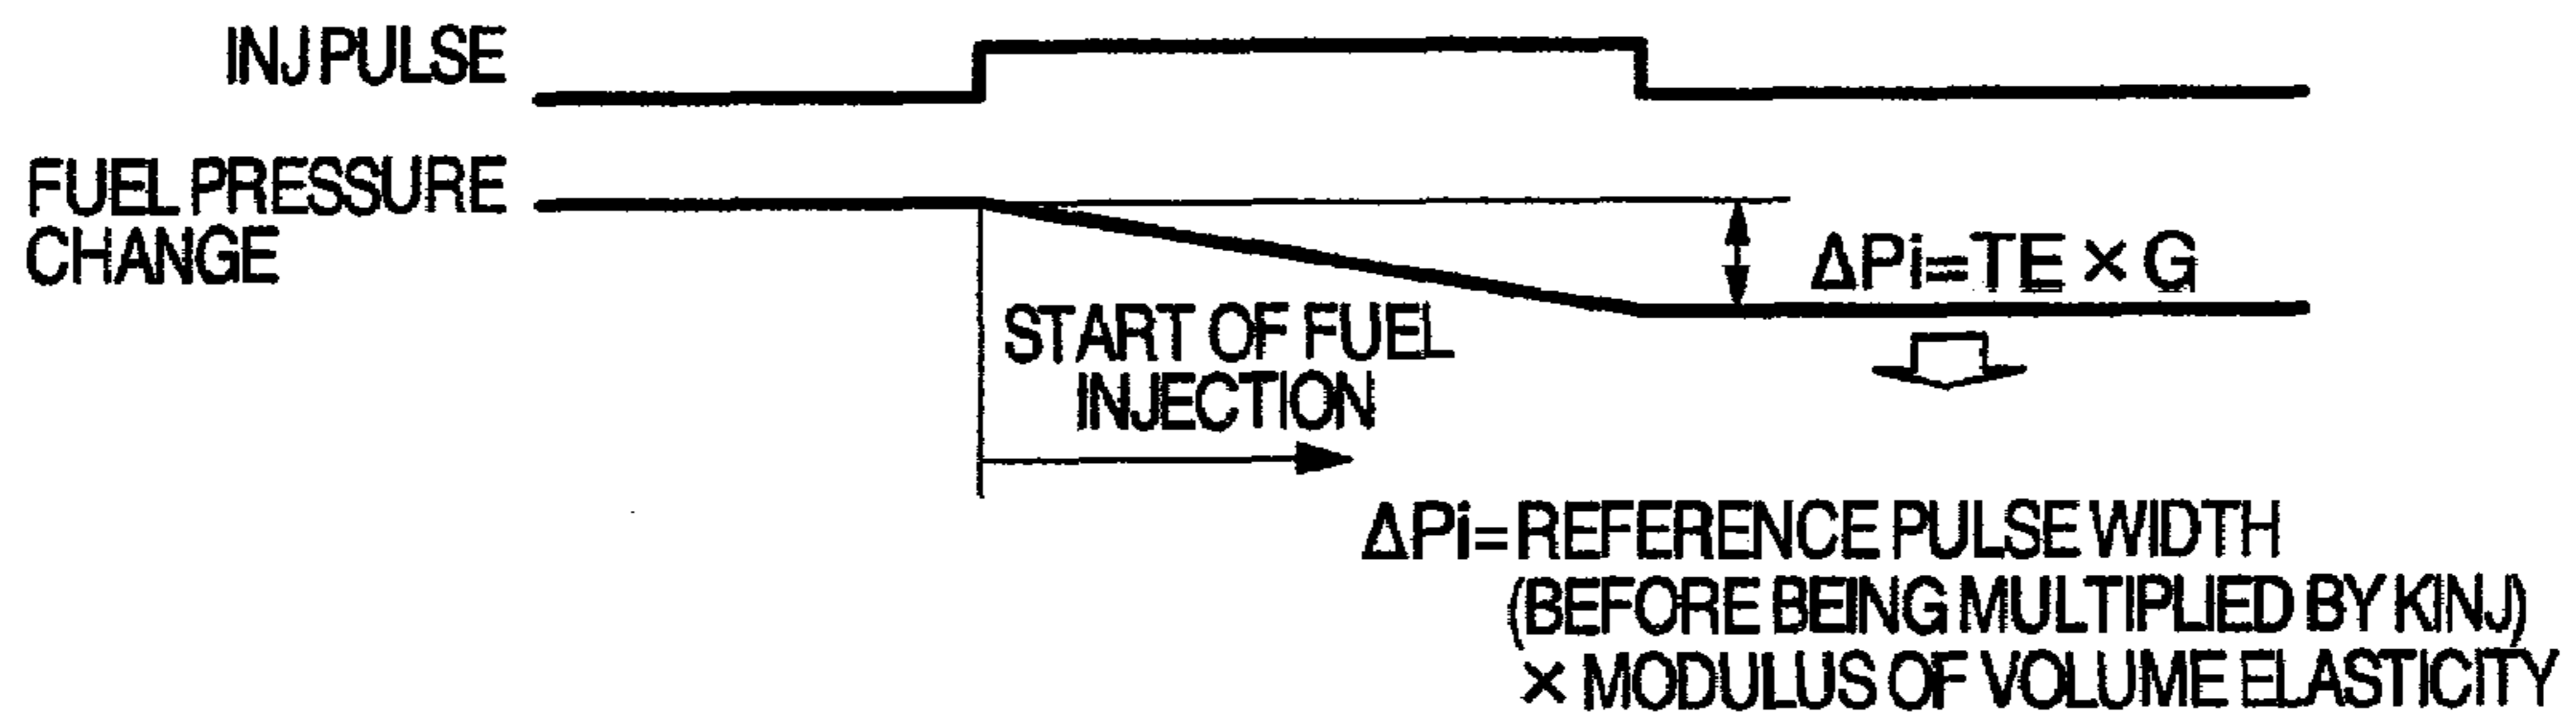 INJ PULSE
FUEL PRESSURE
CHANGE
ΔPi=TE × G
START OF FUEL
INJECTION
ΔPi=REFERENCE PULSE WIDTH
(BEFORE BEING MULTIPLIED BY KINJ)
× MODULUS OF VOLUME ELASTICITY